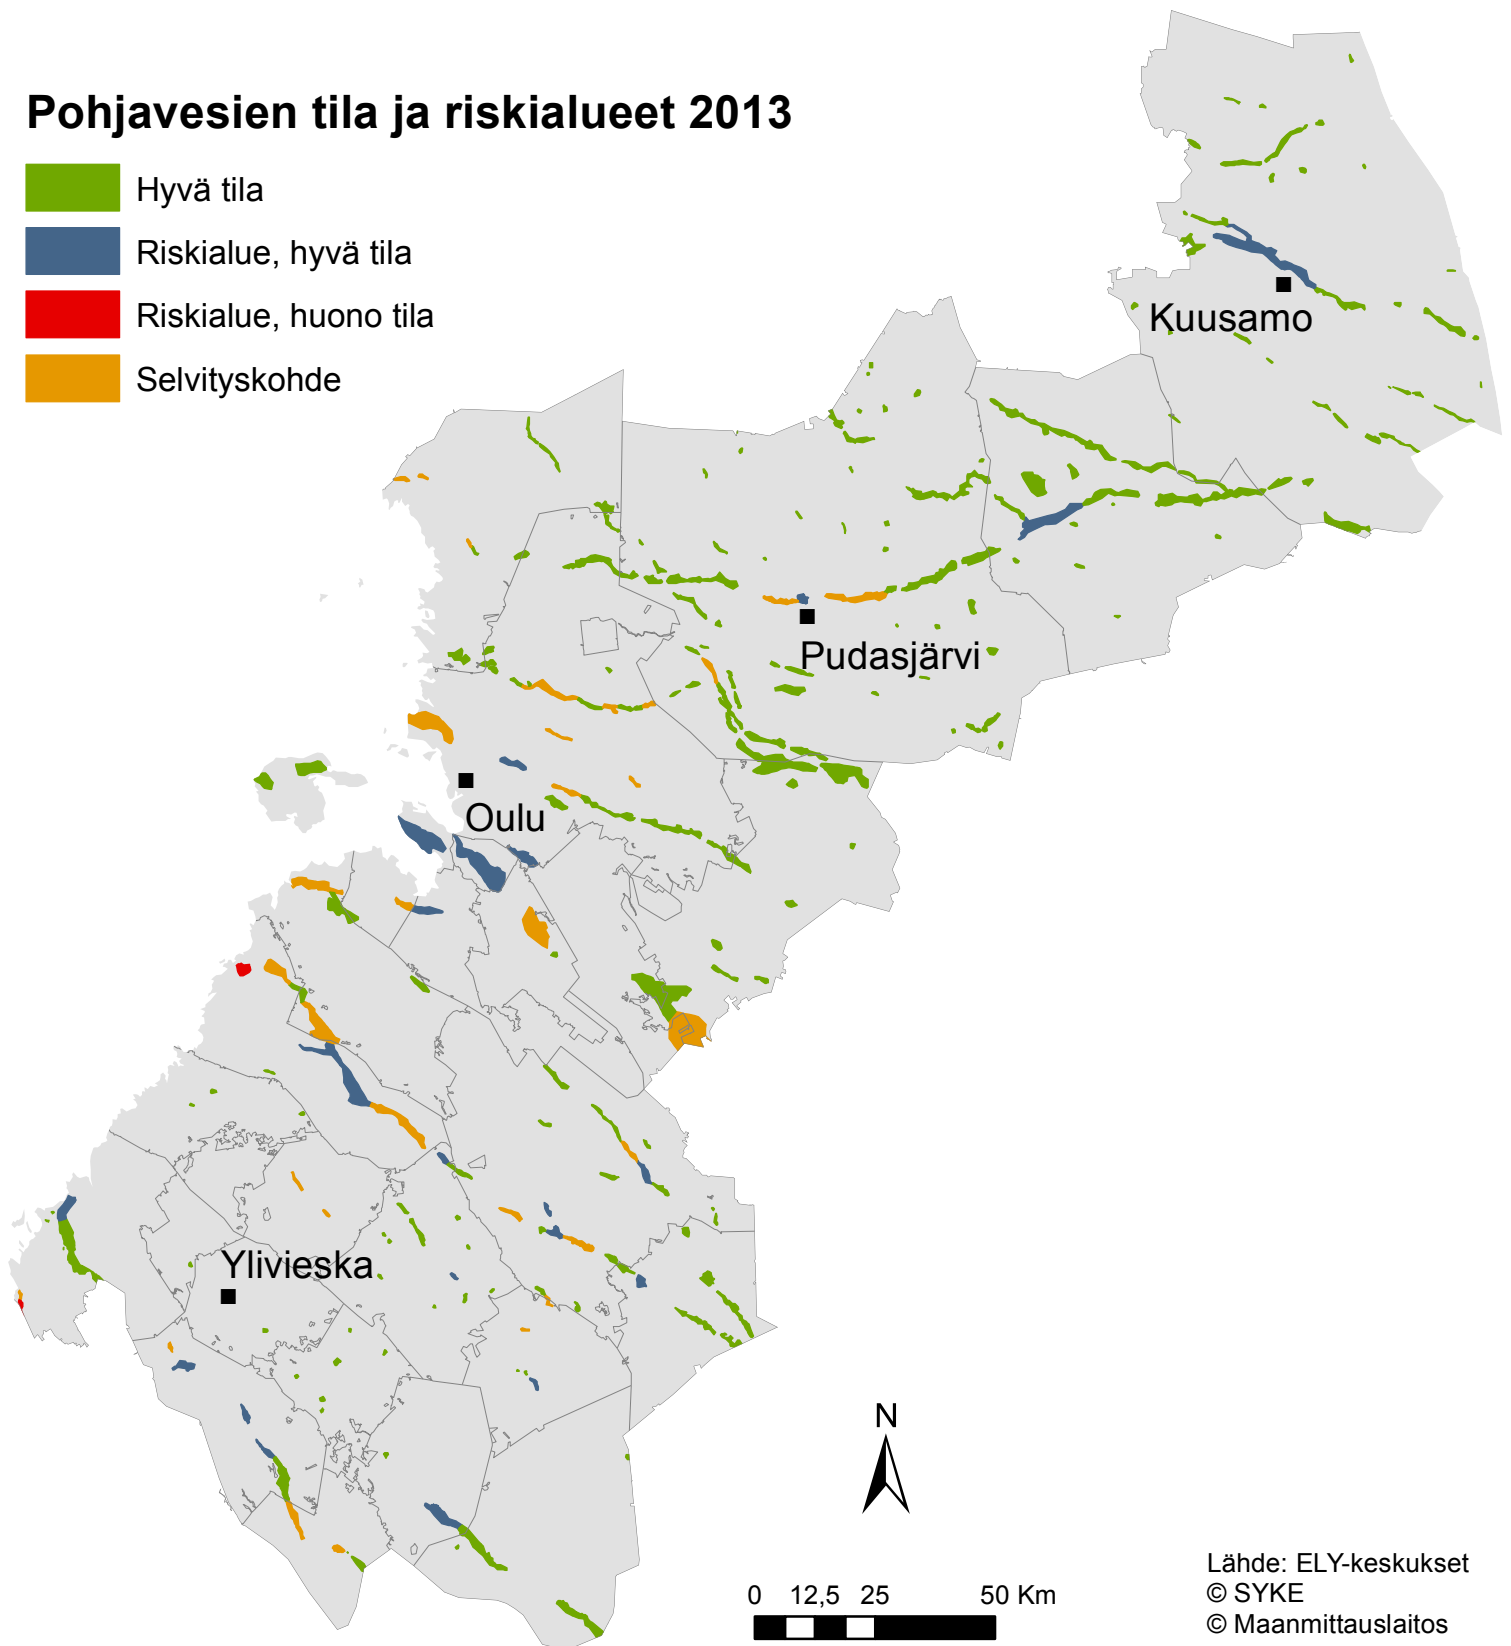 Pohjavesien tila ja riskialueet 2013
Hyvä tila
Riskialue, hyvä tila
Riskialue, huono tila
Selvityskohde
Kuusamo
Pudasjärvi
Oulu
Ylivieska
N
0 12,5 25 50 Km
Lähde: ELY-keskukset
© SYKE
© Maanmittauslaitos